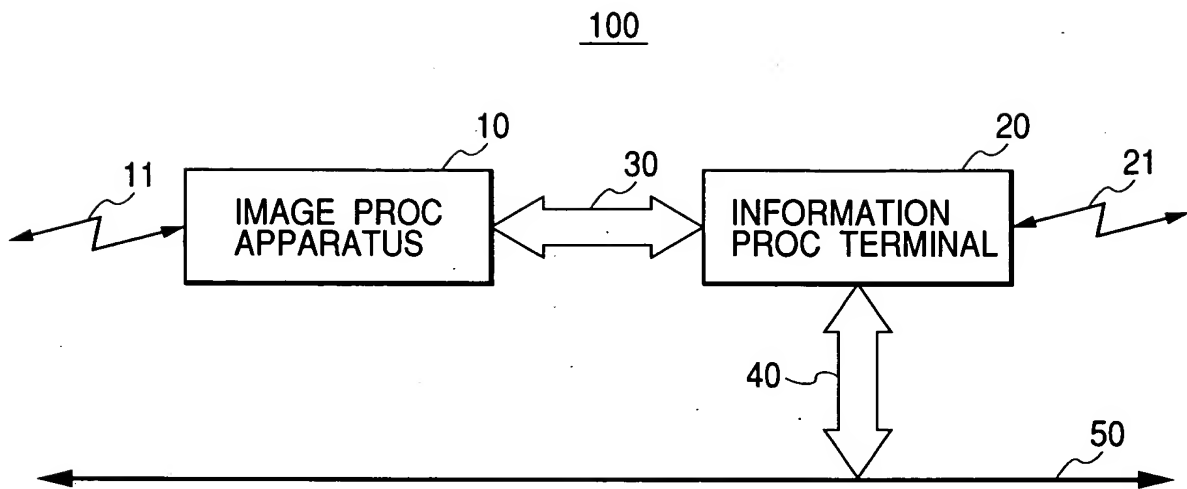 100
10
20
11
30
21
IMAGE PROC
APPARATUS
INFORMATION
PROC TERMINAL
40
50